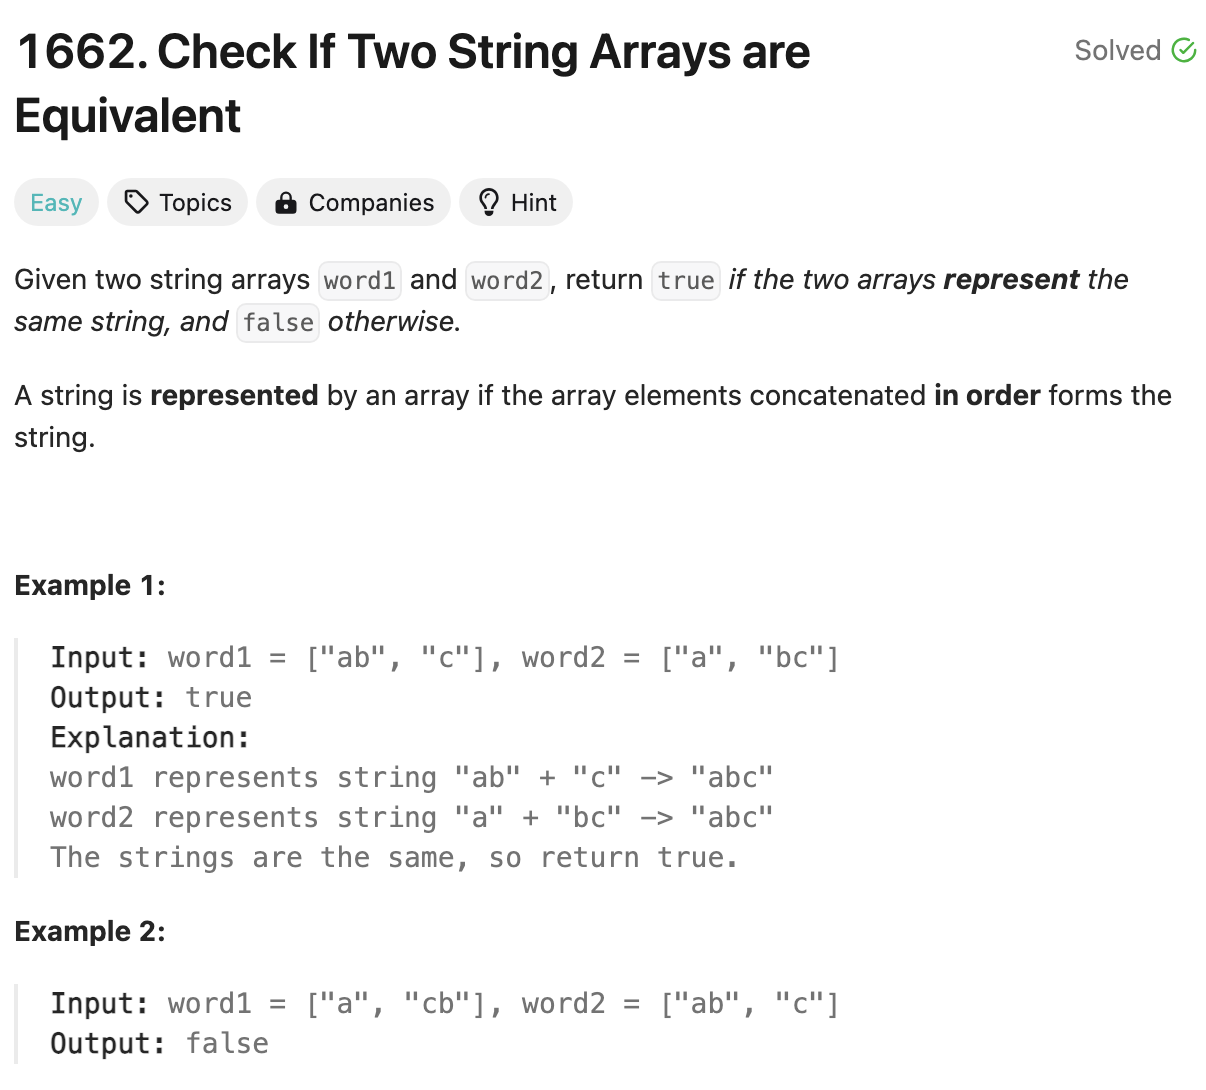 1662. Check If Two String Arrays are
Solved
Equivalent
Easy
Topics
Companies
Hint
Given two string arrays word1 and word2, return true if the two arrays represent the
same string, and false otherwise.
A string is represented by an array if the array elements concatenated in order forms the
string.
Example 1:
Input: word1 = ["ab", "c"], word2 = ["a", "bc"]
Output: true
Explanation:
word1 represents string "ab" + "c" -> "abc"
word2 represents string "a" + "bc" -> "abc"
The strings are the same, so return true.
Example 2:
Input: word1 = ["a", "cb"], word2 = ["ab", "c"]
Output: false